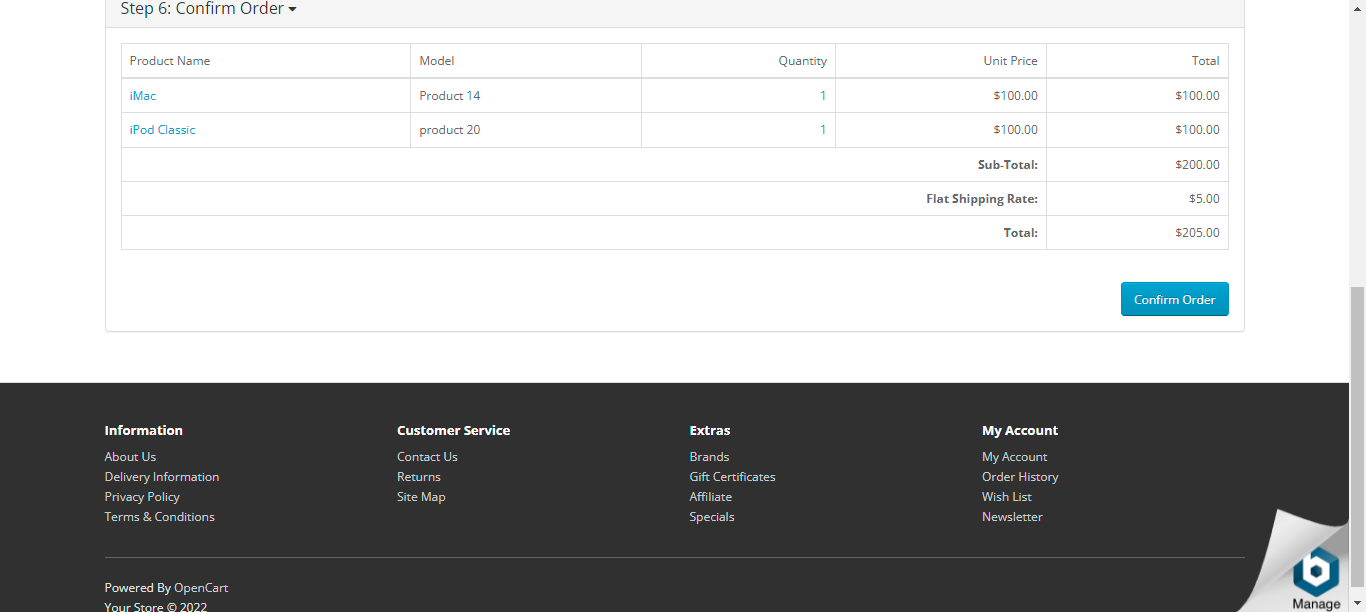 Step 6: Confirm Order
Product Name Model Quantity Unit Price Total
iMac Product 14 1 $100.00 $100.00
iPod Classic product 20 1 $100.00 $100.00
Sub-Total: $200.00
Flat Shipping Rate: $5.00
Total: $205.00
Confirm Order
Information Customer Service Extras My Account
About Us Contact Us Brands My Account
Delivery Information Returns Gift Certificates Order History
Privacy Policy Site Map Affiliate Wish List
Terms & Conditions Specials Newsletter
Powered By OpenCart
Your Store © 2022
b
Manage